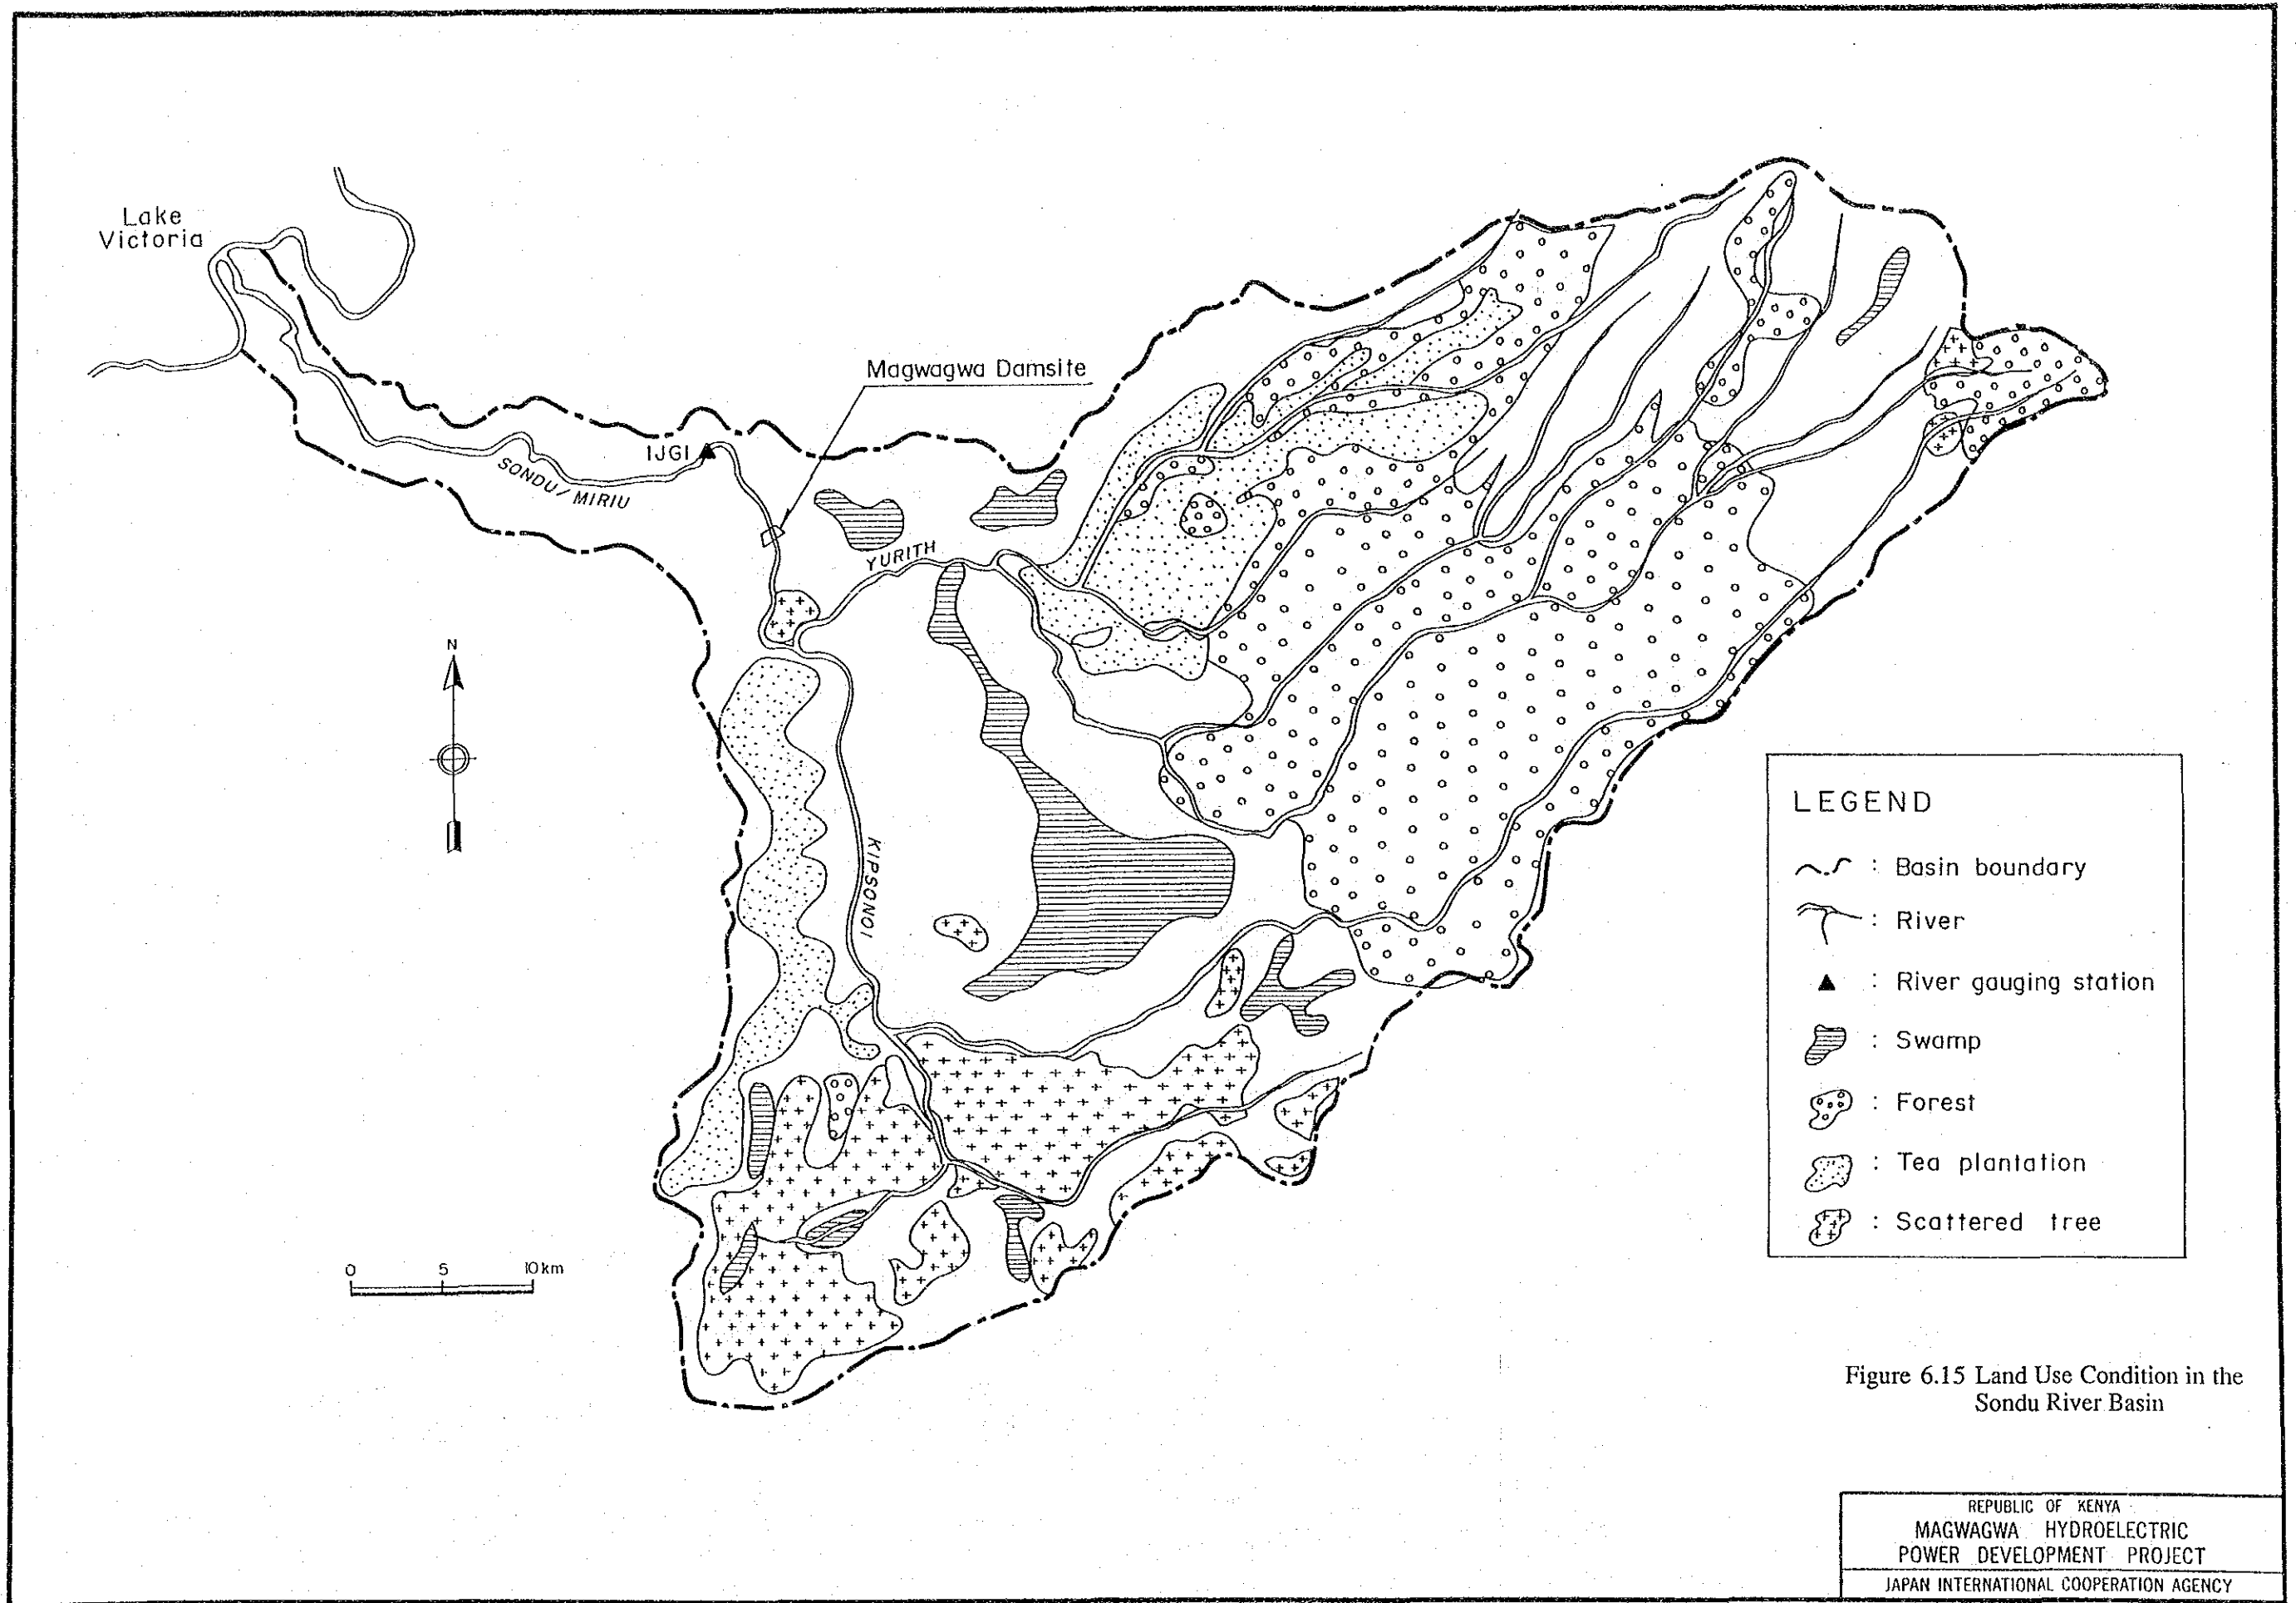 Lake
Victoria
Magwagwa Damsite
IJGI
SONDU/MIRIU
YURITH
N
KIPSONOI
0 5 10km
LEGEND
: Basin boundary
: River
: River gauging station
: Swamp
: Forest
: Tea plantation
: Scattered tree
Figure 6.15 Land Use Condition in the
Sondu River Basin
REPUBLIC OF KENYA
MAGWAGWA HYDROELECTRIC
POWER DEVELOPMENT PROJECT
JAPAN INTERNATIONAL COOPERATION AGENCY